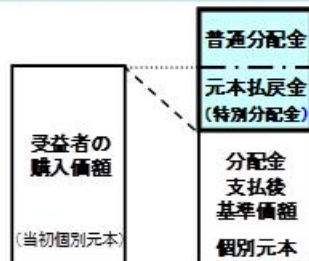 普通分配金
元本払戻金
(特別分配金)
受益者の
購入価額
(当初個別元本)
分配金
支払後
基準価額
個別元本